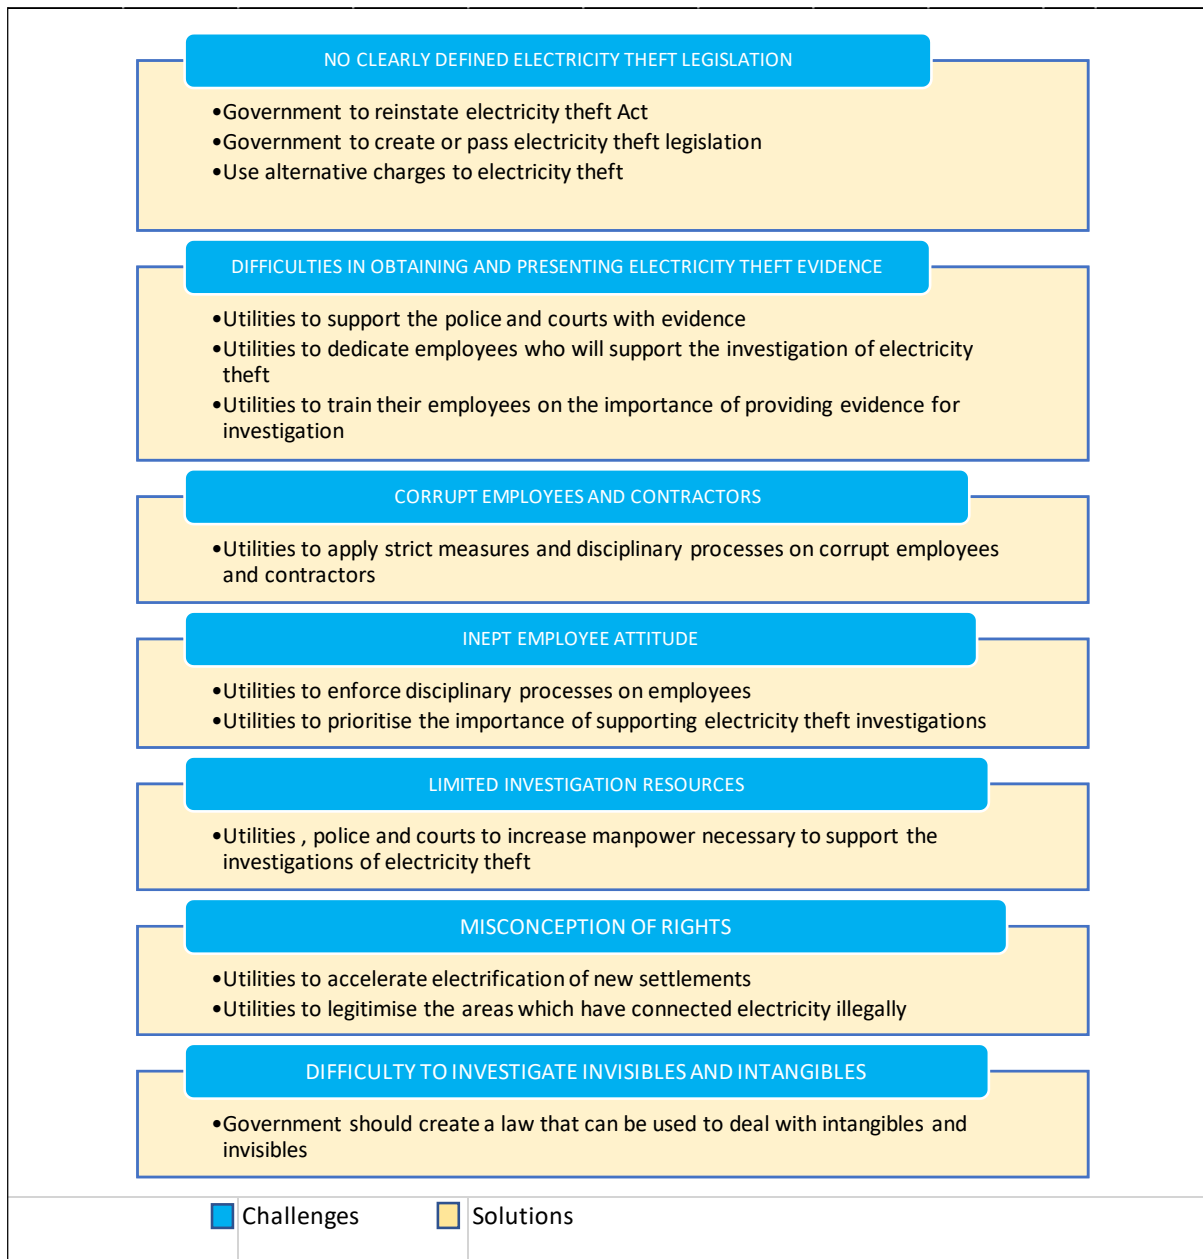 NO CLEARLY DEFINED ELECTRICITY THEFT LEGISLATION
•Government to reinstate electricity theft Act
•Government to create or pass electricity theft legislation
•Use alternative charges to electricity theft
DIFFICULTIES IN OBTAINING AND PRESENTING ELECTRICITY THEFT EVIDENCE
•Utilities to support the police and courts with evidence
•Utilities to dedicate employees who will support the investigation of electricity
theft
•Utilities to train their employees on the importance of providing evidence for
investigation
CORRUPT EMPLOYEES AND CONTRACTORS
•Utilities to apply strict measures and disciplinary processes on corrupt employees
and contractors
INEPT EMPLOYEE ATTITUDE
•Utilities to enforce disciplinary processes on employees
•Utilities to prioritise the importance of supporting electricity theft investigations
LIMITED INVESTIGATION RESOURCES
•Utilities , police and courts to increase manpower necessary to support the
investigations of electricity theft
MISCONCEPTION OF RIGHTS
•Utilities to accelerate electrification of new settlements
•Utilities to legitimise the areas which have connected electricity illegally
DIFFICULTY TO INVESTIGATE INVISIBLES AND INTANGIBLES
•Government should create a law that can be used to deal with intangibles and
invisibles
Challenges
Solutions